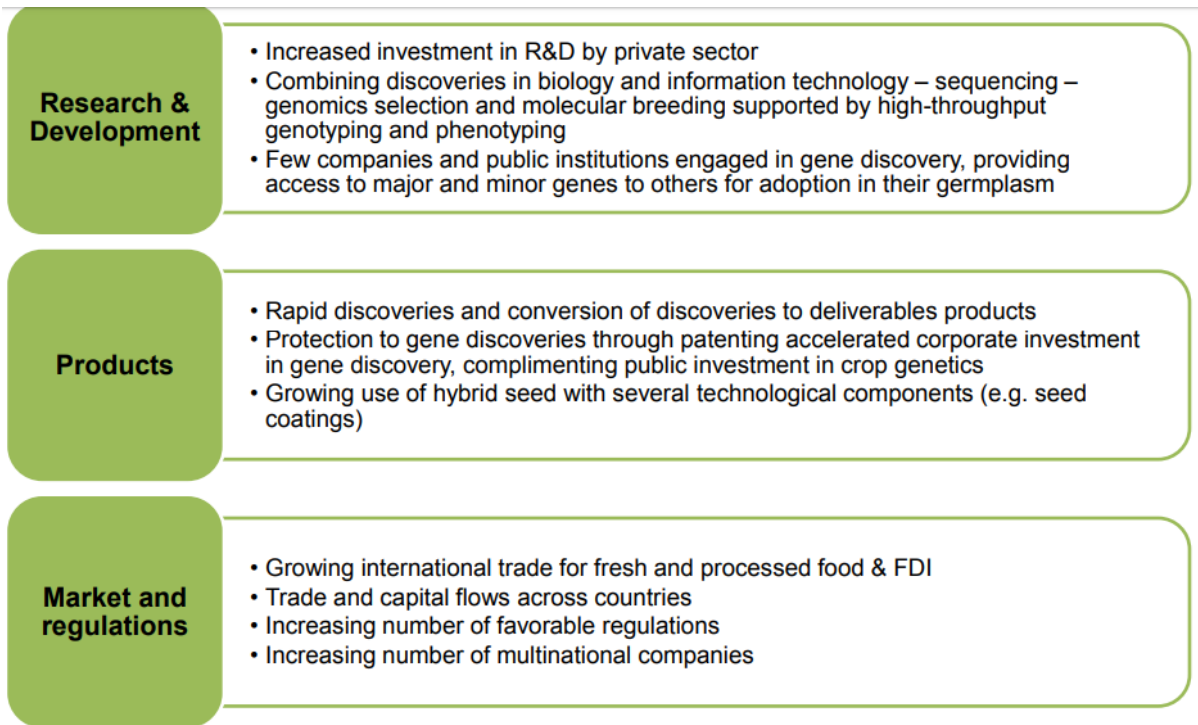 Research &
Development
• Increased investment in R&D by private sector
• Combining discoveries in biology and information technology – sequencing –
genomics selection and molecular breeding supported by high-throughput
genotyping and phenotyping
• Few companies and public institutions engaged in gene discovery, providing
access to major and minor genes to others for adoption in their germplasm
Products
• Rapid discoveries and conversion of discoveries to deliverables products
• Protection to gene discoveries through patenting accelerated corporate investment
in gene discovery, complimenting public investment in crop genetics
• Growing use of hybrid seed with several technological components (e.g. seed
coatings)
Market and
regulations
• Growing international trade for fresh and processed food & FDI
• Trade and capital flows across countries
• Increasing number of favorable regulations
• Increasing number of multinational companies